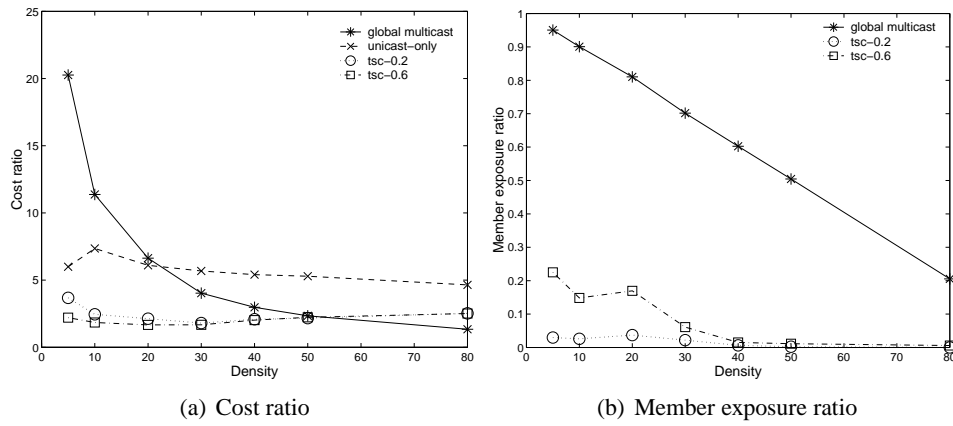 25
20
15
10
5
0
0 10 20 30 40 50 60 70 80
Cost ratio
Density
global multicast
unicast−only
tsc−0.2
tsc−0.6
(a) Cost ratio
1
0.9
0.8
0.7
0.6
0.5
0.4
0.3
0.2
0.1
0
0 10 20 30 40 50 60 70 80
Member exposure ratio
Density
global multicast
tsc−0.2
tsc−0.6
(b) Member exposure ratio